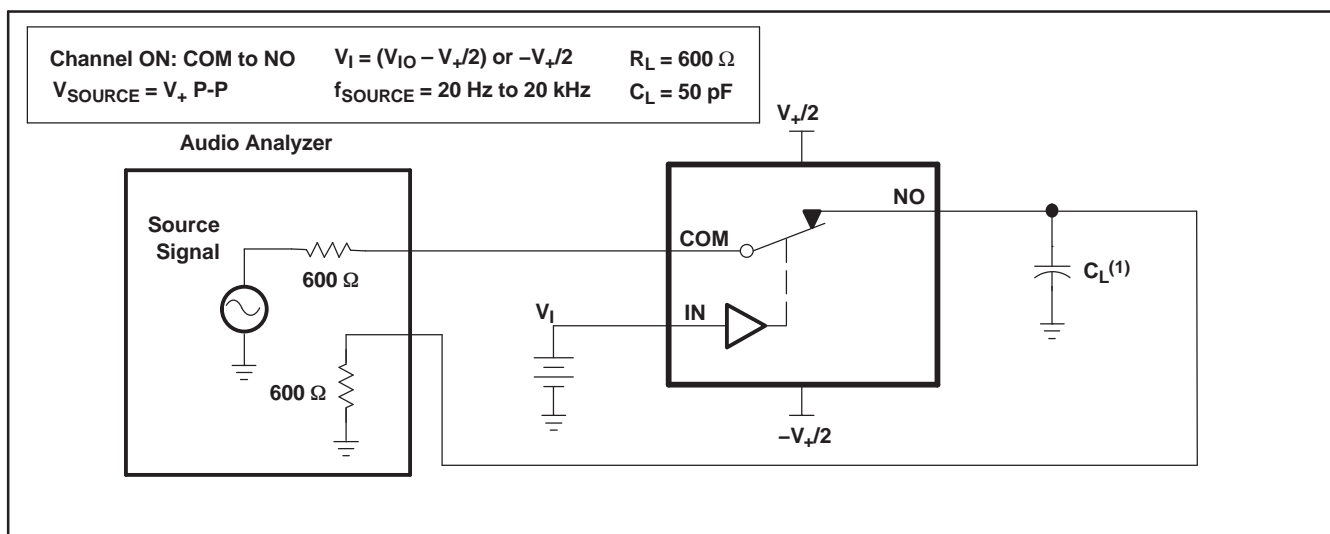 Channel ON: COM to NO V_I = (V_IO – V_+/2) or –V_+/2 R_L = 600 Ω
V_SOURCE = V_+ P-P f_SOURCE = 20 Hz to 20 kHz C_L = 50 pF
Audio Analyzer
V_+/2
NO
Source
Signal
COM
600 Ω
C_L(1)
V_I
IN
600 Ω
–V_+/2